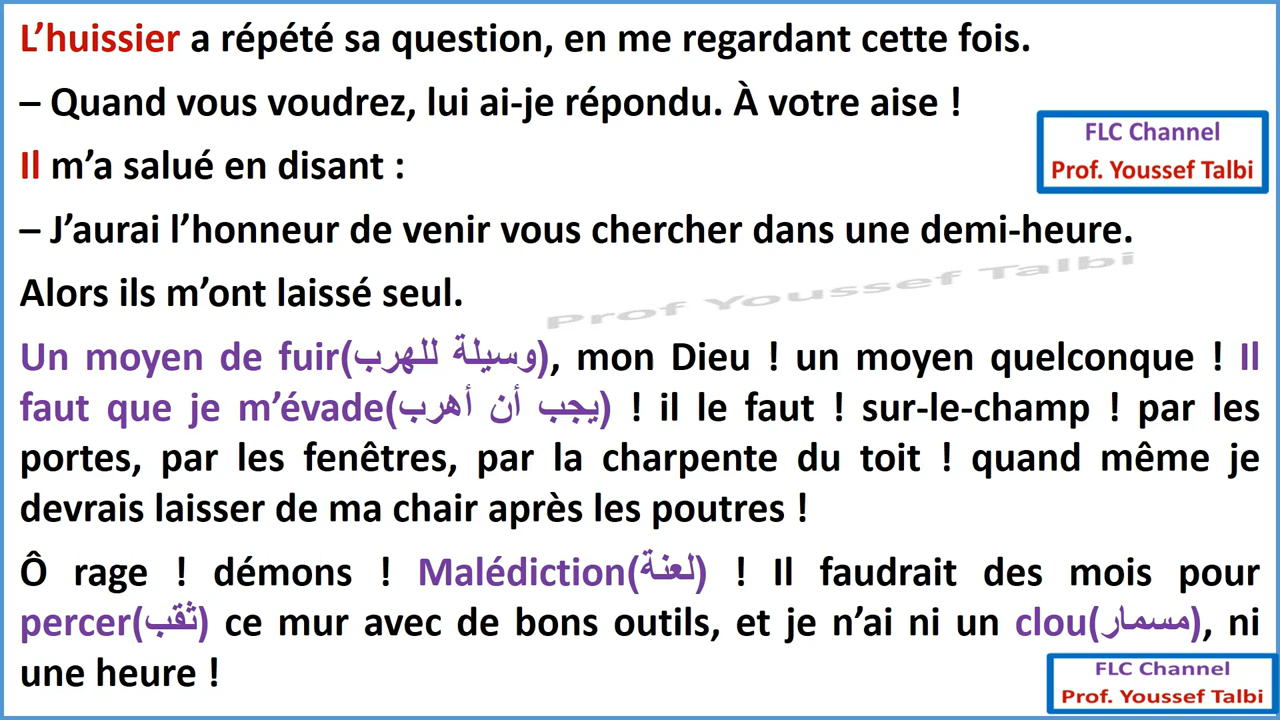 L’huissier a répété sa question, en me regardant cette fois.
– Quand vous voudrez, lui ai-je répondu. À votre aise !
FLC Channel
Prof. Youssef Talbi
Il m’a salué en disant :
– J’aurai l’honneur de venir vous chercher dans une demi-heure.
Prof Youssef Talbi
Alors ils m’ont laissé seul.
Un moyen de fuir(وسيلة للهرب), mon Dieu ! un moyen quelconque ! Il
faut que je m’évade(يجب أن أهرب) ! il le faut ! sur-le-champ ! par les
portes, par les fenêtres, par la charpente du toit ! quand même je
devrais laisser de ma chair après les poutres !
Ô rage ! démons ! Malédiction(لعنة) ! Il faudrait des mois pour
percer(ثقب) ce mur avec de bons outils, et je n’ai ni un clou(مسمار), ni
une heure !
FLC Channel
Prof. Youssef Talbi